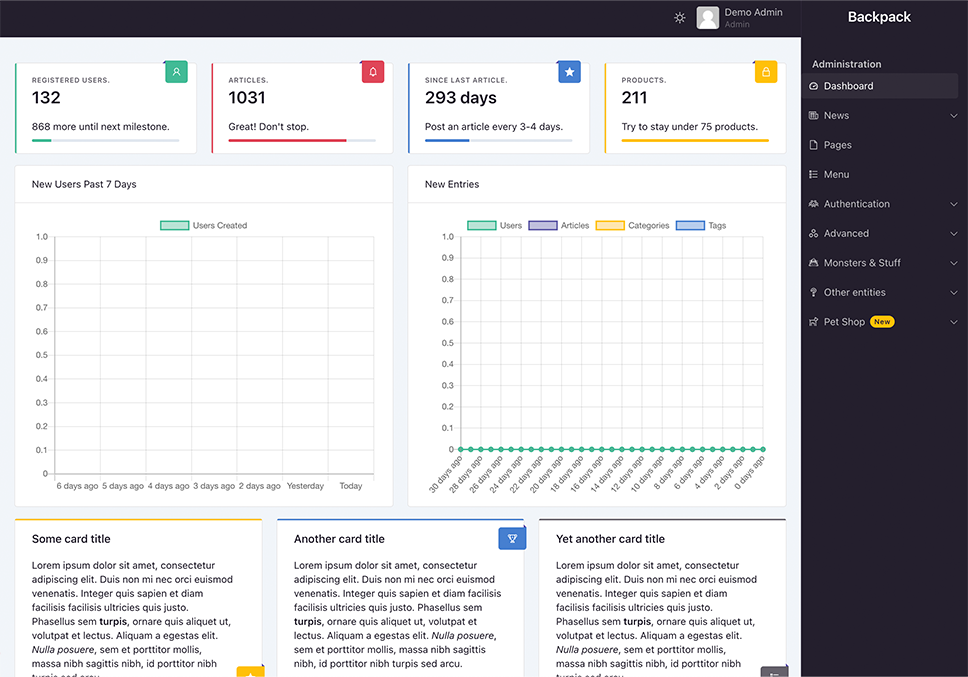 Demo Admin
Admin
Backpack
Administration
Dashboard
News
Pages
Menu
Authentication
Advanced
Monsters & Stuff
Other entities
Pet Shop New
REGISTERED USERS.
132
868 more until next milestone.
ARTICLES.
1031
Great! Don't stop.
SINCE LAST ARTICLE.
293 days
Post an article every 3-4 days.
PRODUCTS.
211
Try to stay under 75 products.
New Users Past 7 Days
Users Created
1.0
0.9
0.8
0.7
0.6
0.5
0.4
0.3
0.2
0.1
0
6 days ago 5 days ago 4 days ago 3 days ago 2 days ago Yesterday Today
New Entries
Users Articles Categories Tags
1.0
0.9
0.8
0.7
0.6
0.5
0.4
0.3
0.2
0.1
0
30 days ago 28 days ago 26 days ago 24 days ago 22 days ago 20 days ago 18 days ago 16 days ago 14 days ago 12 days ago 10 days ago 8 days ago 6 days ago 4 days ago 2 days ago 0 days ago
Some card title
Lorem ipsum dolor sit amet, consectetur
adipiscing elit. Duis non mi nec orci euismod
venenatis. Integer quis sapien et diam
facilisis facilisis ultricies quis justo.
Phasellus sem turpis, ornare quis aliquet ut,
volutpat et lectus. Aliquam a egestas elit.
Nulla posuere, sem et porttitor mollis,
massa nibh sagittis nibh, id porttitor nibh
turpis sed arcu.
Another card title
Lorem ipsum dolor sit amet, consectetur
adipiscing elit. Duis non mi nec orci euismod
venenatis. Integer quis sapien et diam
facilisis facilisis ultricies quis justo. Phasellus sem
turpis, ornare quis aliquet ut, volutpat et
lectus. Aliquam a egestas elit. Nulla posuere,
sem et porttitor mollis, massa nibh sagittis
nibh, id porttitor nibh turpis sed arcu.
Yet another card title
Lorem ipsum dolor sit amet, consectetur
adipiscing elit. Duis non mi nec orci euismod
venenatis. Integer quis sapien et diam
facilisis facilisis ultricies quis justo.
Phasellus sem turpis, ornare quis aliquet ut,
volutpat et lectus. Aliquam a egestas elit.
Nulla posuere, sem et porttitor mollis,
massa nibh sagittis nibh, id porttitor nibh
turpis sed arcu.